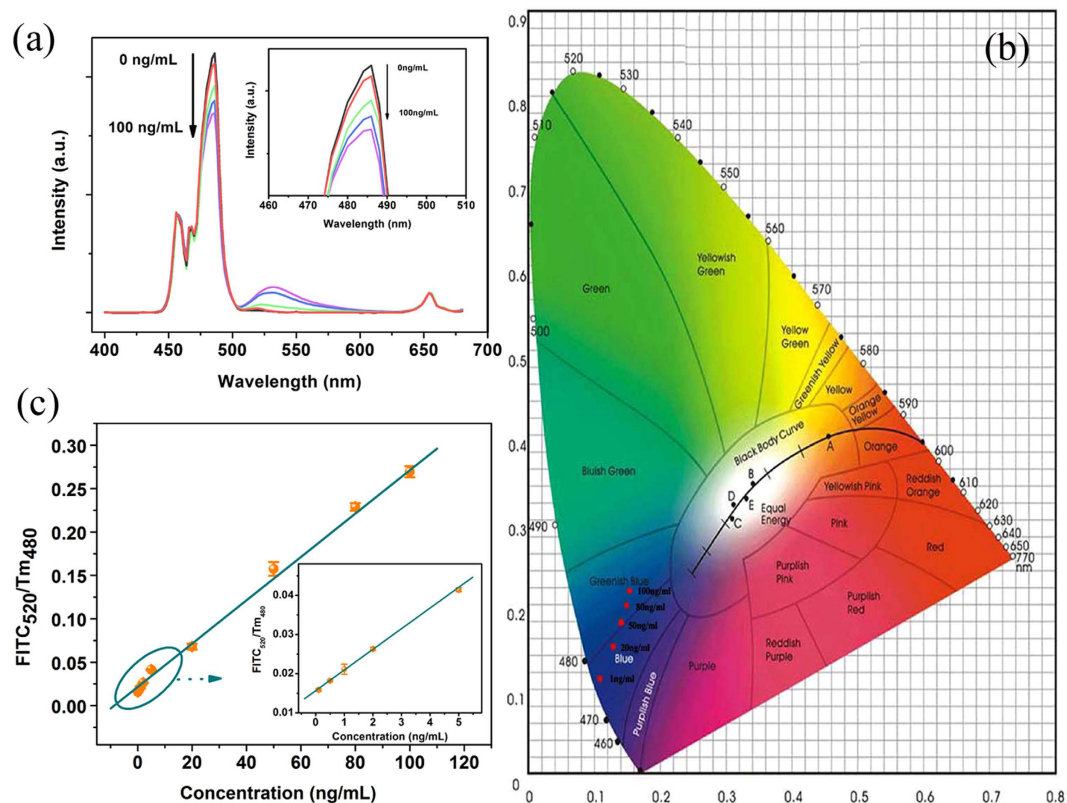 (a)
0 ng/mL
100 ng/mL
Intensity (a.u.)
400 450 500 550 600 650 700
Wavelength (nm)
Intensity (a.u.)
0ng/mL
100ng/mL
460 470 480 490 500 510
Wavelength (nm)
(c)
FITC520/Tm480
0.30
0.25
0.20
0.15
0.10
0.05
0.00
0 20 40 60 80 100 120
Concentration (ng/mL)
FITC520/Tm480
0.04
0.03
0.02
0.01
0 1 2 3 4 5
Concentration (ng/mL)
(b)
0.9
0.8
0.7
0.6
0.5
0.4
0.3
0.2
0.1
0
0 0.1 0.2 0.3 0.4 0.5 0.6 0.7 0.8
520
530
510
540
550
560
570
500
580
590
600
610
620
630
640
650
770
nm
490
480
470
460
Green
Yellowish
Green
Yellow
Green
Greenish Yellow
Yellow
Orange
Yellow
Orange
Black Body Curve
A
B
D
E
C
Equal
Energy
Bluish Green
Yellowish Pink
Reddish
Orange
Pink
Red
Purplish
Pink
Purplish
Red
Reddish
Purple
Purple
Greenish Blue
100ng/ml
80ng/ml
50ng/ml
20ng/ml
Blue
1ng/ml
Purplish Blue